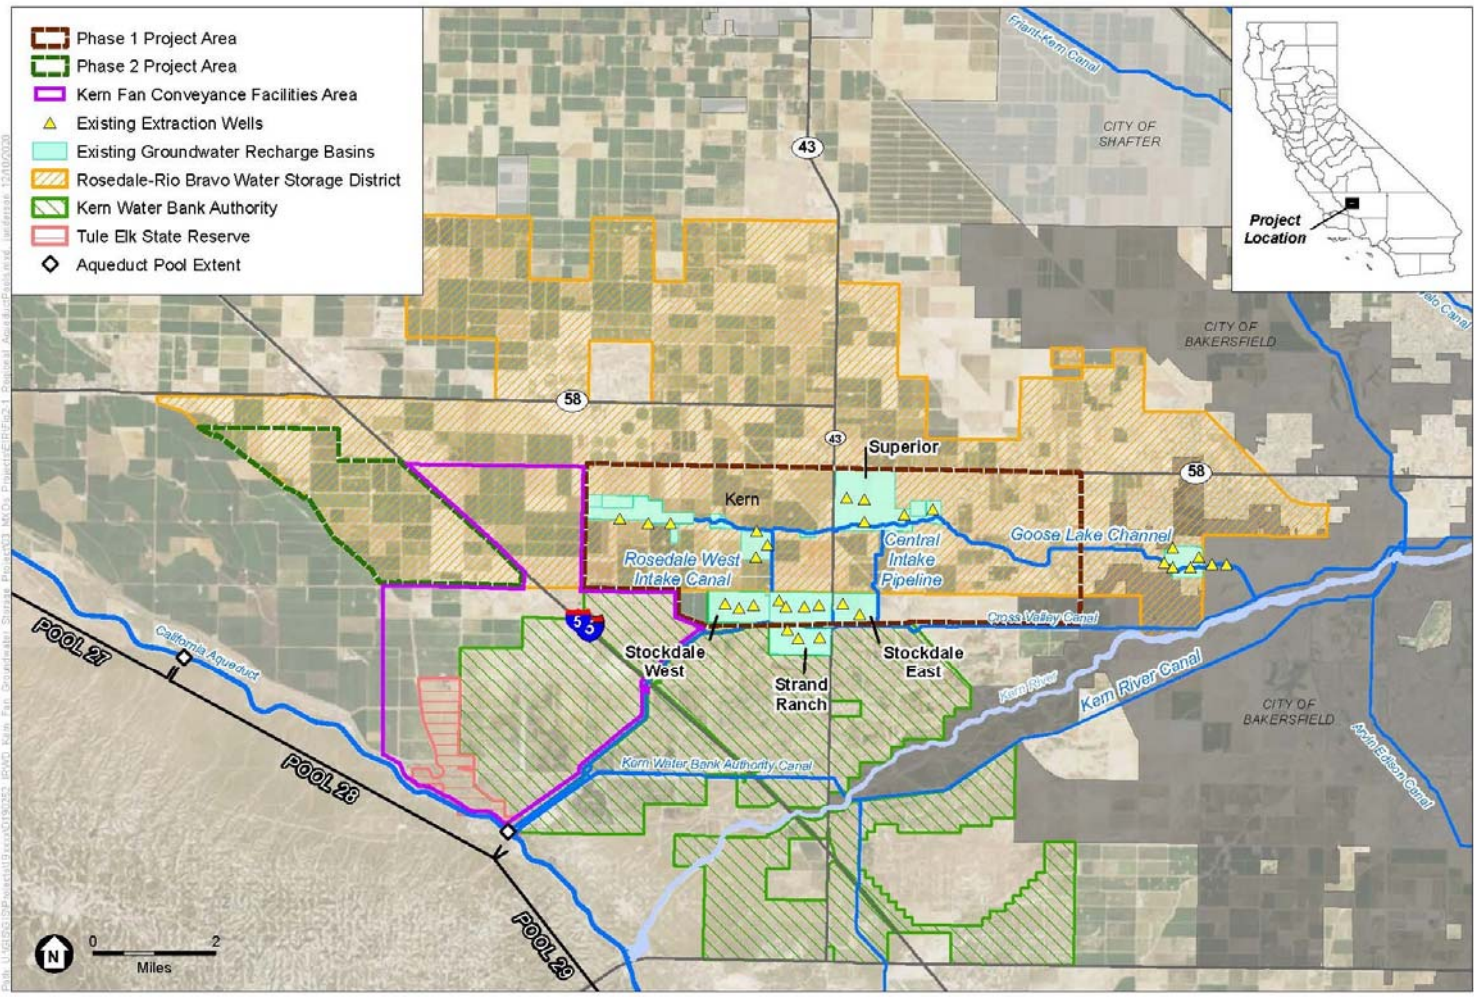 Phase 1 Project Area
Phase 2 Project Area
Kern Fan Conveyance Facilities Area
Existing Extraction Wells
Existing Groundwater Recharge Basins
Rosedale-Rio Bravo Water Storage District
Kern Water Bank Authority
Tule Elk State Reserve
Aqueduct Pool Extent
Friant-Kern Canal
CITY OF
SHAFTER
43
Project
Location
CITY OF
BAKERSFIELD
58
43
Superior
58
Kern
Goose Lake Channel
Central
Intake
Pipeline
Rosedale West
Intake Canal
Cross Valley Canal
5
5
POOL 27
California Aqueduct
Stockdale
West
Stockdale
East
Strand
Ranch
Kern River
Kern River Canal
CITY OF
BAKERSFIELD
Arvin Edison Canal
Kern Water Bank Authority Canal
POOL 28
POOL 29
N
0
2
Miles